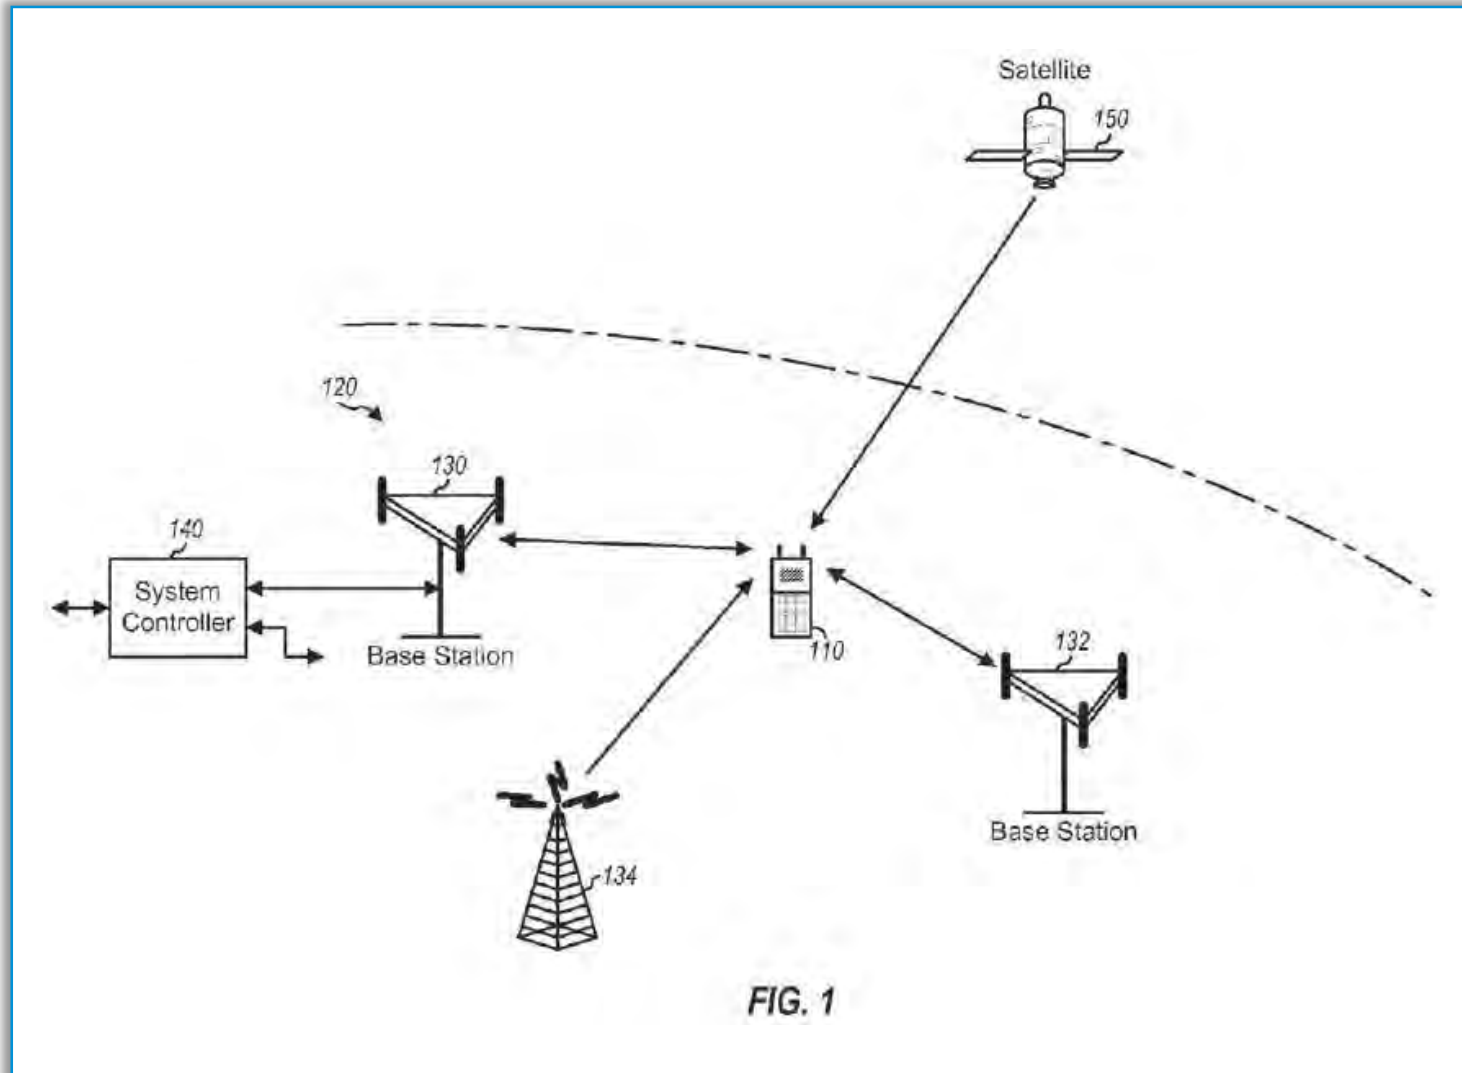 Satellite
150
120
130
140
System
Controller
Base Station
110
132
Base Station
134
FIG. 1